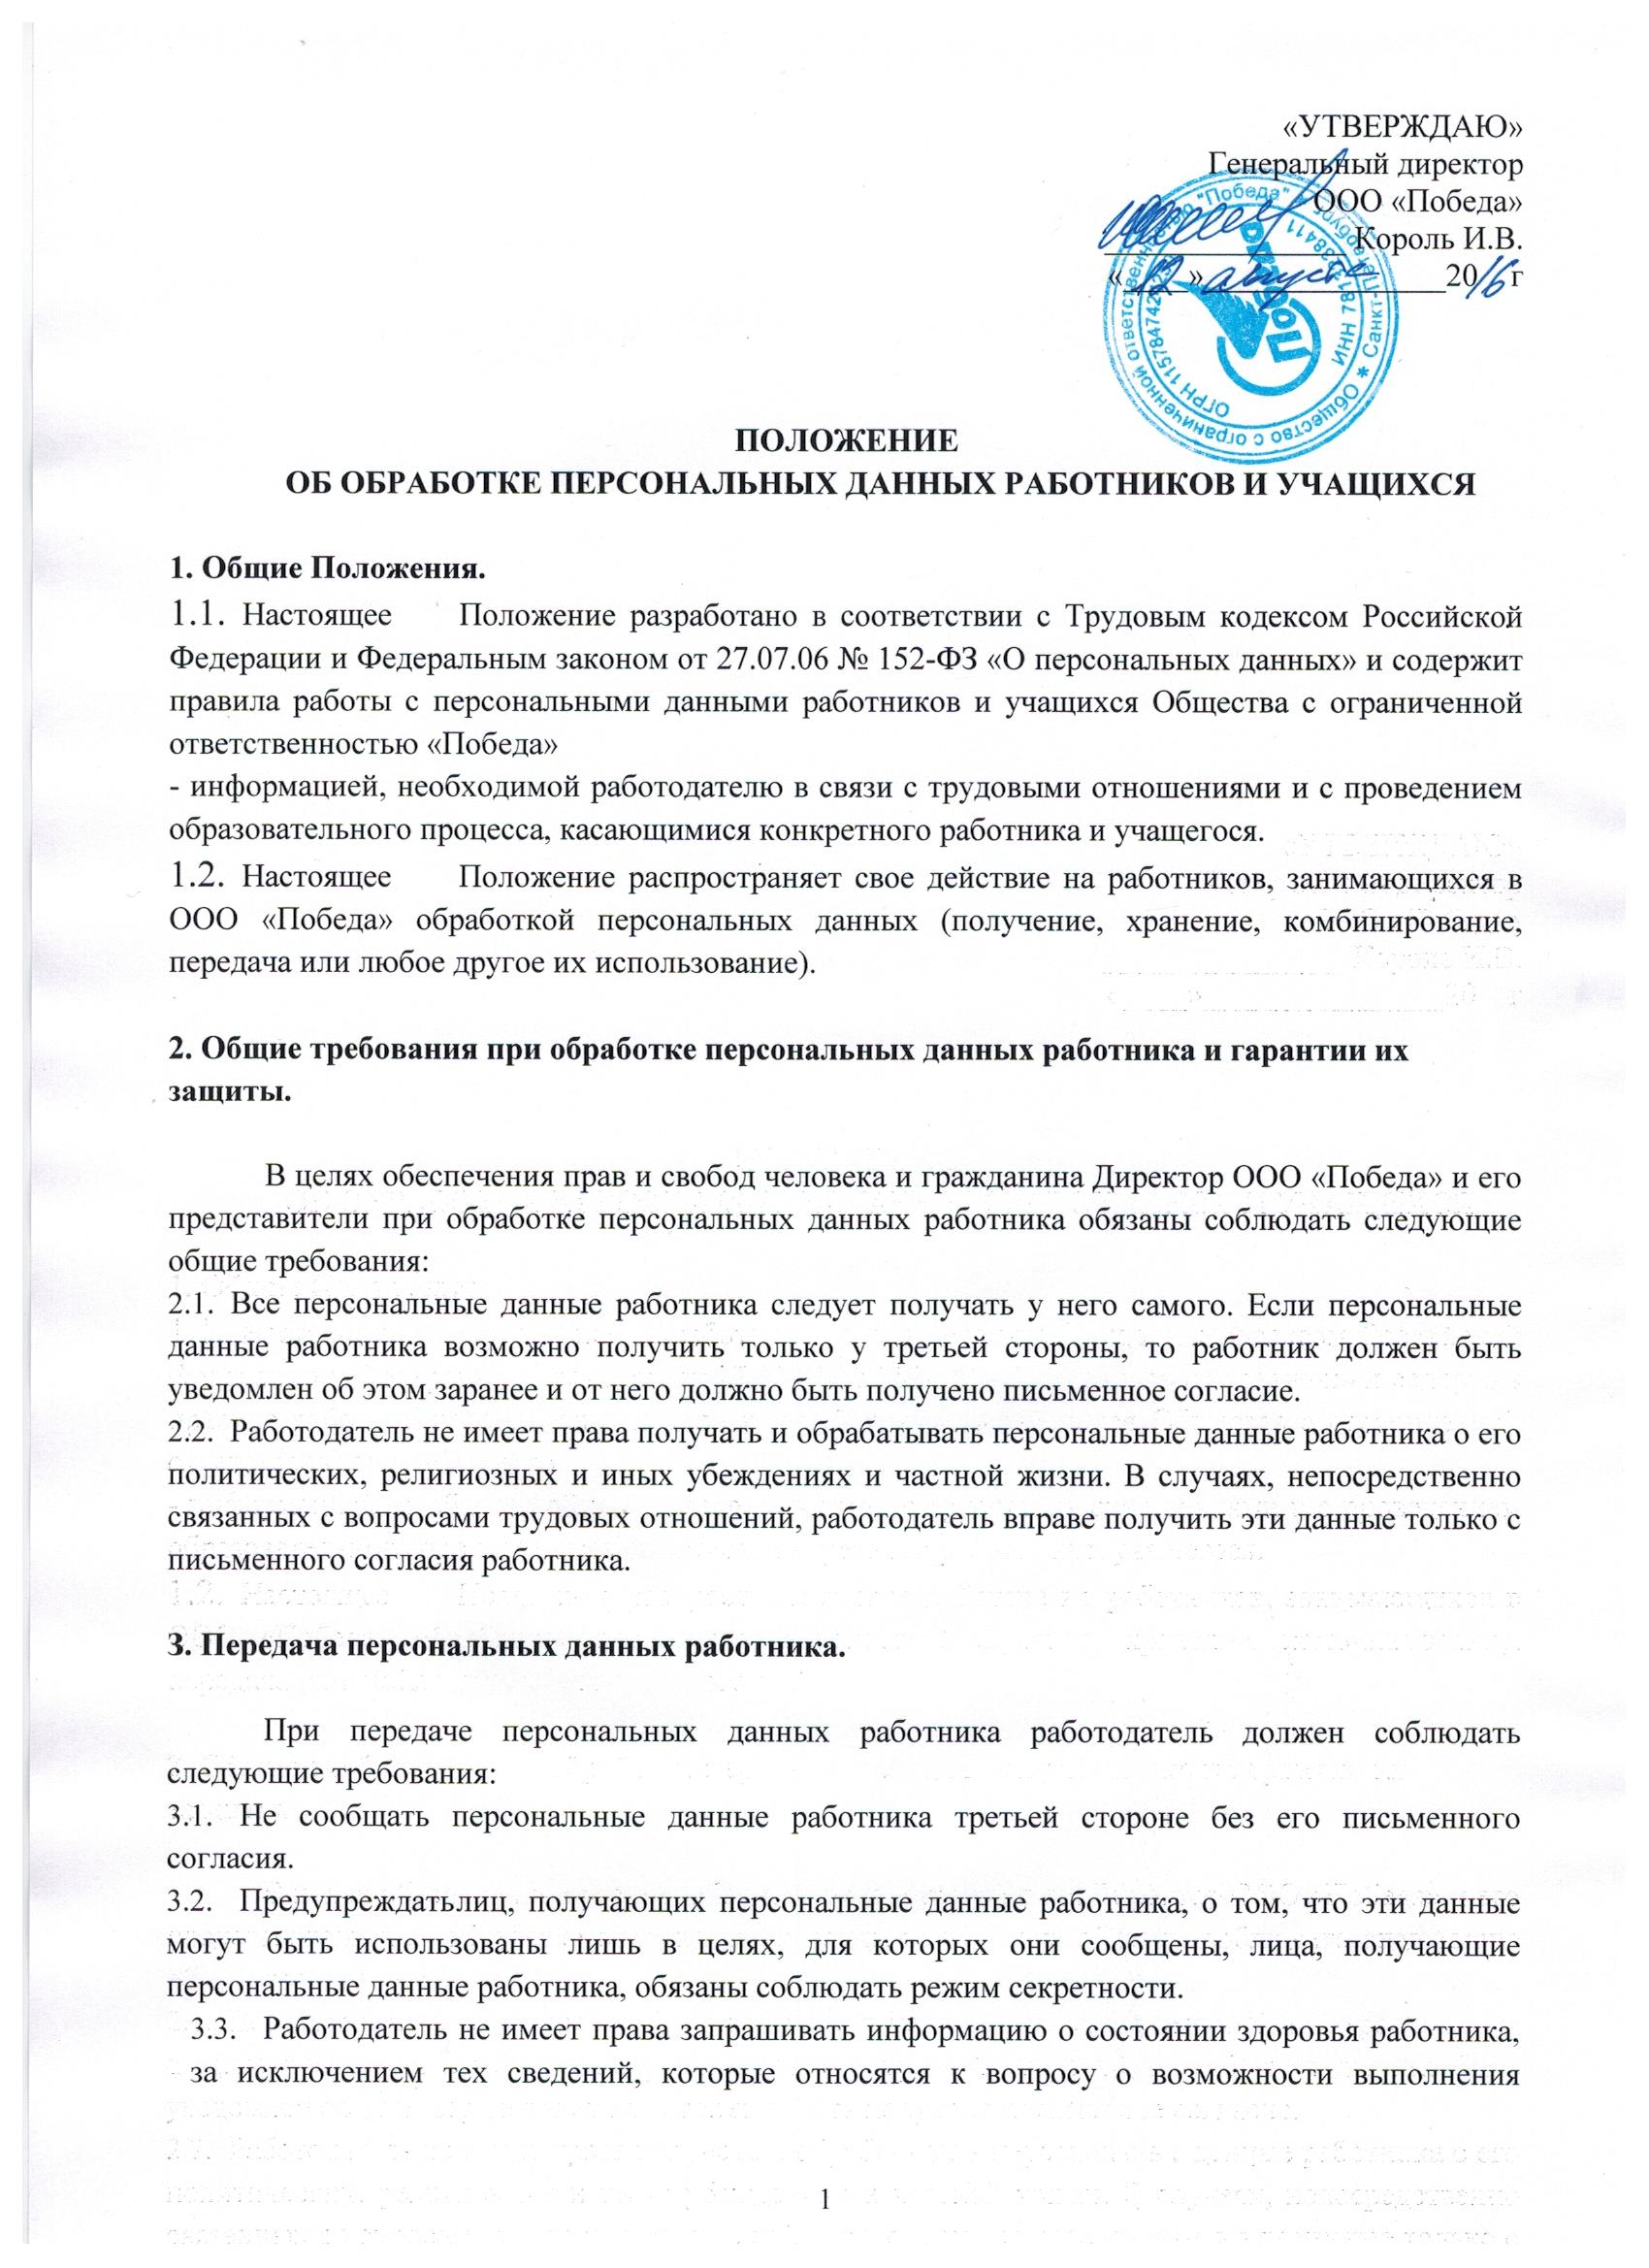 «УТВЕРЖДАЮ»
Генеральный директор
ООО «Победа»
Король И.В.
«12» августа 2016 г
Общество с ограниченной ответственностью "Победа" * Санкт-Петербург
ОГРН
ИНН
Победа
ПОЛОЖЕНИЕ
ОБ ОБРАБОТКЕ ПЕРСОНАЛЬНЫХ ДАННЫХ РАБОТНИКОВ И УЧАЩИХСЯ
1. Общие Положения.
1.1. Настоящее Положение разработано в соответствии с Трудовым кодексом Российской
Федерации и Федеральным законом от 27.07.06 № 152-ФЗ «О персональных данных» и содержит
правила работы с персональными данными работников и учащихся Общества с ограниченной
ответственностью «Победа»
- информацией, необходимой работодателю в связи с трудовыми отношениями и с проведением
образовательного процесса, касающимися конкретного работника и учащегося.
1.2. Настоящее Положение распространяет свое действие на работников, занимающихся в
ООО «Победа» обработкой персональных данных (получение, хранение, комбинирование,
передача или любое другое их использование).
2. Общие требования при обработке персональных данных работника и гарантии их
защиты.
В целях обеспечения прав и свобод человека и гражданина Директор ООО «Победа» и его
представители при обработке персональных данных работника обязаны соблюдать следующие
общие требования:
2.1. Все персональные данные работника следует получать у него самого. Если персональные
данные работника возможно получить только у третьей стороны, то работник должен быть
уведомлен об этом заранее и от него должно быть получено письменное согласие.
2.2. Работодатель не имеет права получать и обрабатывать персональные данные работника о его
политических, религиозных и иных убеждениях и частной жизни. В случаях, непосредственно
связанных с вопросами трудовых отношений, работодатель вправе получить эти данные только с
письменного согласия работника.
3. Передача персональных данных работника.
При передаче персональных данных работника работодатель должен соблюдать
следующие требования:
3.1. Не сообщать персональные данные работника третьей стороне без его письменного
согласия.
3.2. Предупреждатьлиц, получающих персональные данные работника, о том, что эти данные
могут быть использованы лишь в целях, для которых они сообщены, лица, получающие
персональные данные работника, обязаны соблюдать режим секретности.
3.3. Работодатель не имеет права запрашивать информацию о состоянии здоровья работника,
за исключением тех сведений, которые относятся к вопросу о возможности выполнения
1